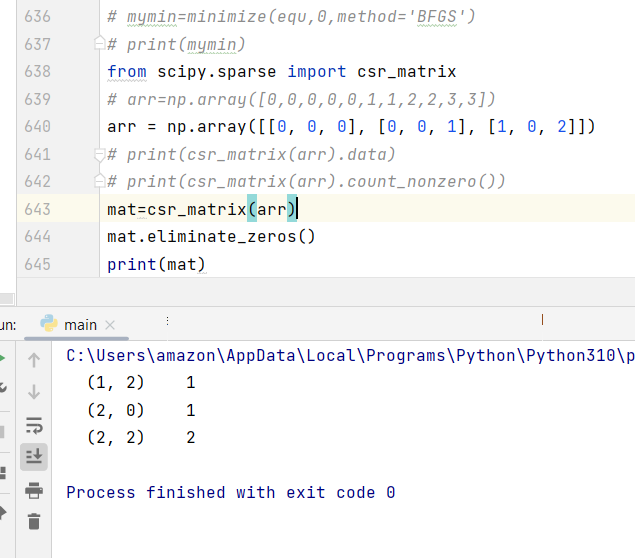 636 # mymin=minimize(equ,0,method='BFGS')
637 # print(mymin)
638 from scipy.sparse import csr_matrix
639 # arr=np.array([0,0,0,0,0,1,1,2,2,3,3])
640 arr = np.array([[0, 0, 0], [0, 0, 1], [1, 0, 2]])
641 # print(csr_matrix(arr).data)
642 # print(csr_matrix(arr).count_nonzero())
643 mat=csr_matrix(arr)
644 mat.eliminate_zeros()
645 print(mat)
un: main
C:\Users\amazon\AppData\Local\Programs\Python\Python310\p
(1, 2) 1
(2, 0) 1
(2, 2) 2
Process finished with exit code 0